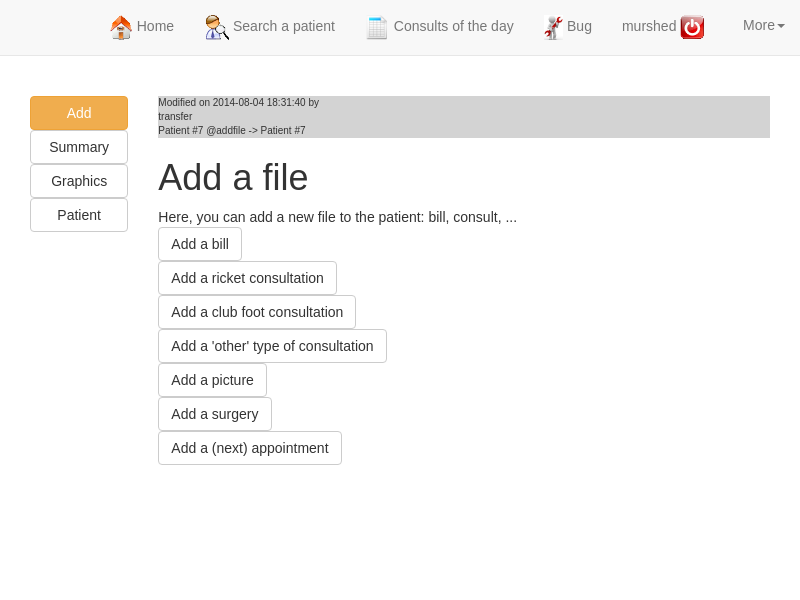 Home Search a patient Consults of the day Bug murshed More
Add
Summary
Graphics
Patient
Modified on 2014-08-04 18:31:40 by
transfer
Patient #7 @addfile -> Patient #7
Add a file
Here, you can add a new file to the patient: bill, consult, ...
Add a bill
Add a ricket consultation
Add a club foot consultation
Add a 'other' type of consultation
Add a picture
Add a surgery
Add a (next) appointment